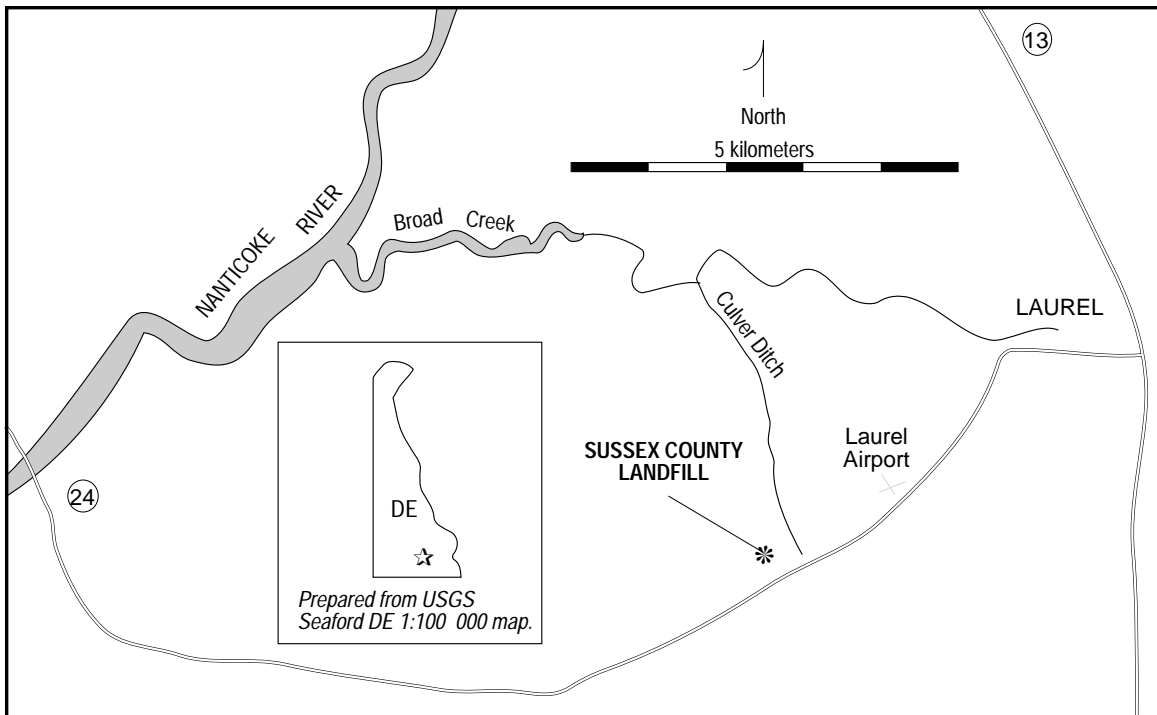 13
North
5 kilometers
NANTICOKE RIVER
Broad Creek
Culver Ditch
LAUREL
Laurel
Airport
SUSSEX COUNTY
LANDFILL
24
DE
Prepared from USGS
Seaford DE 1:100 000 map.